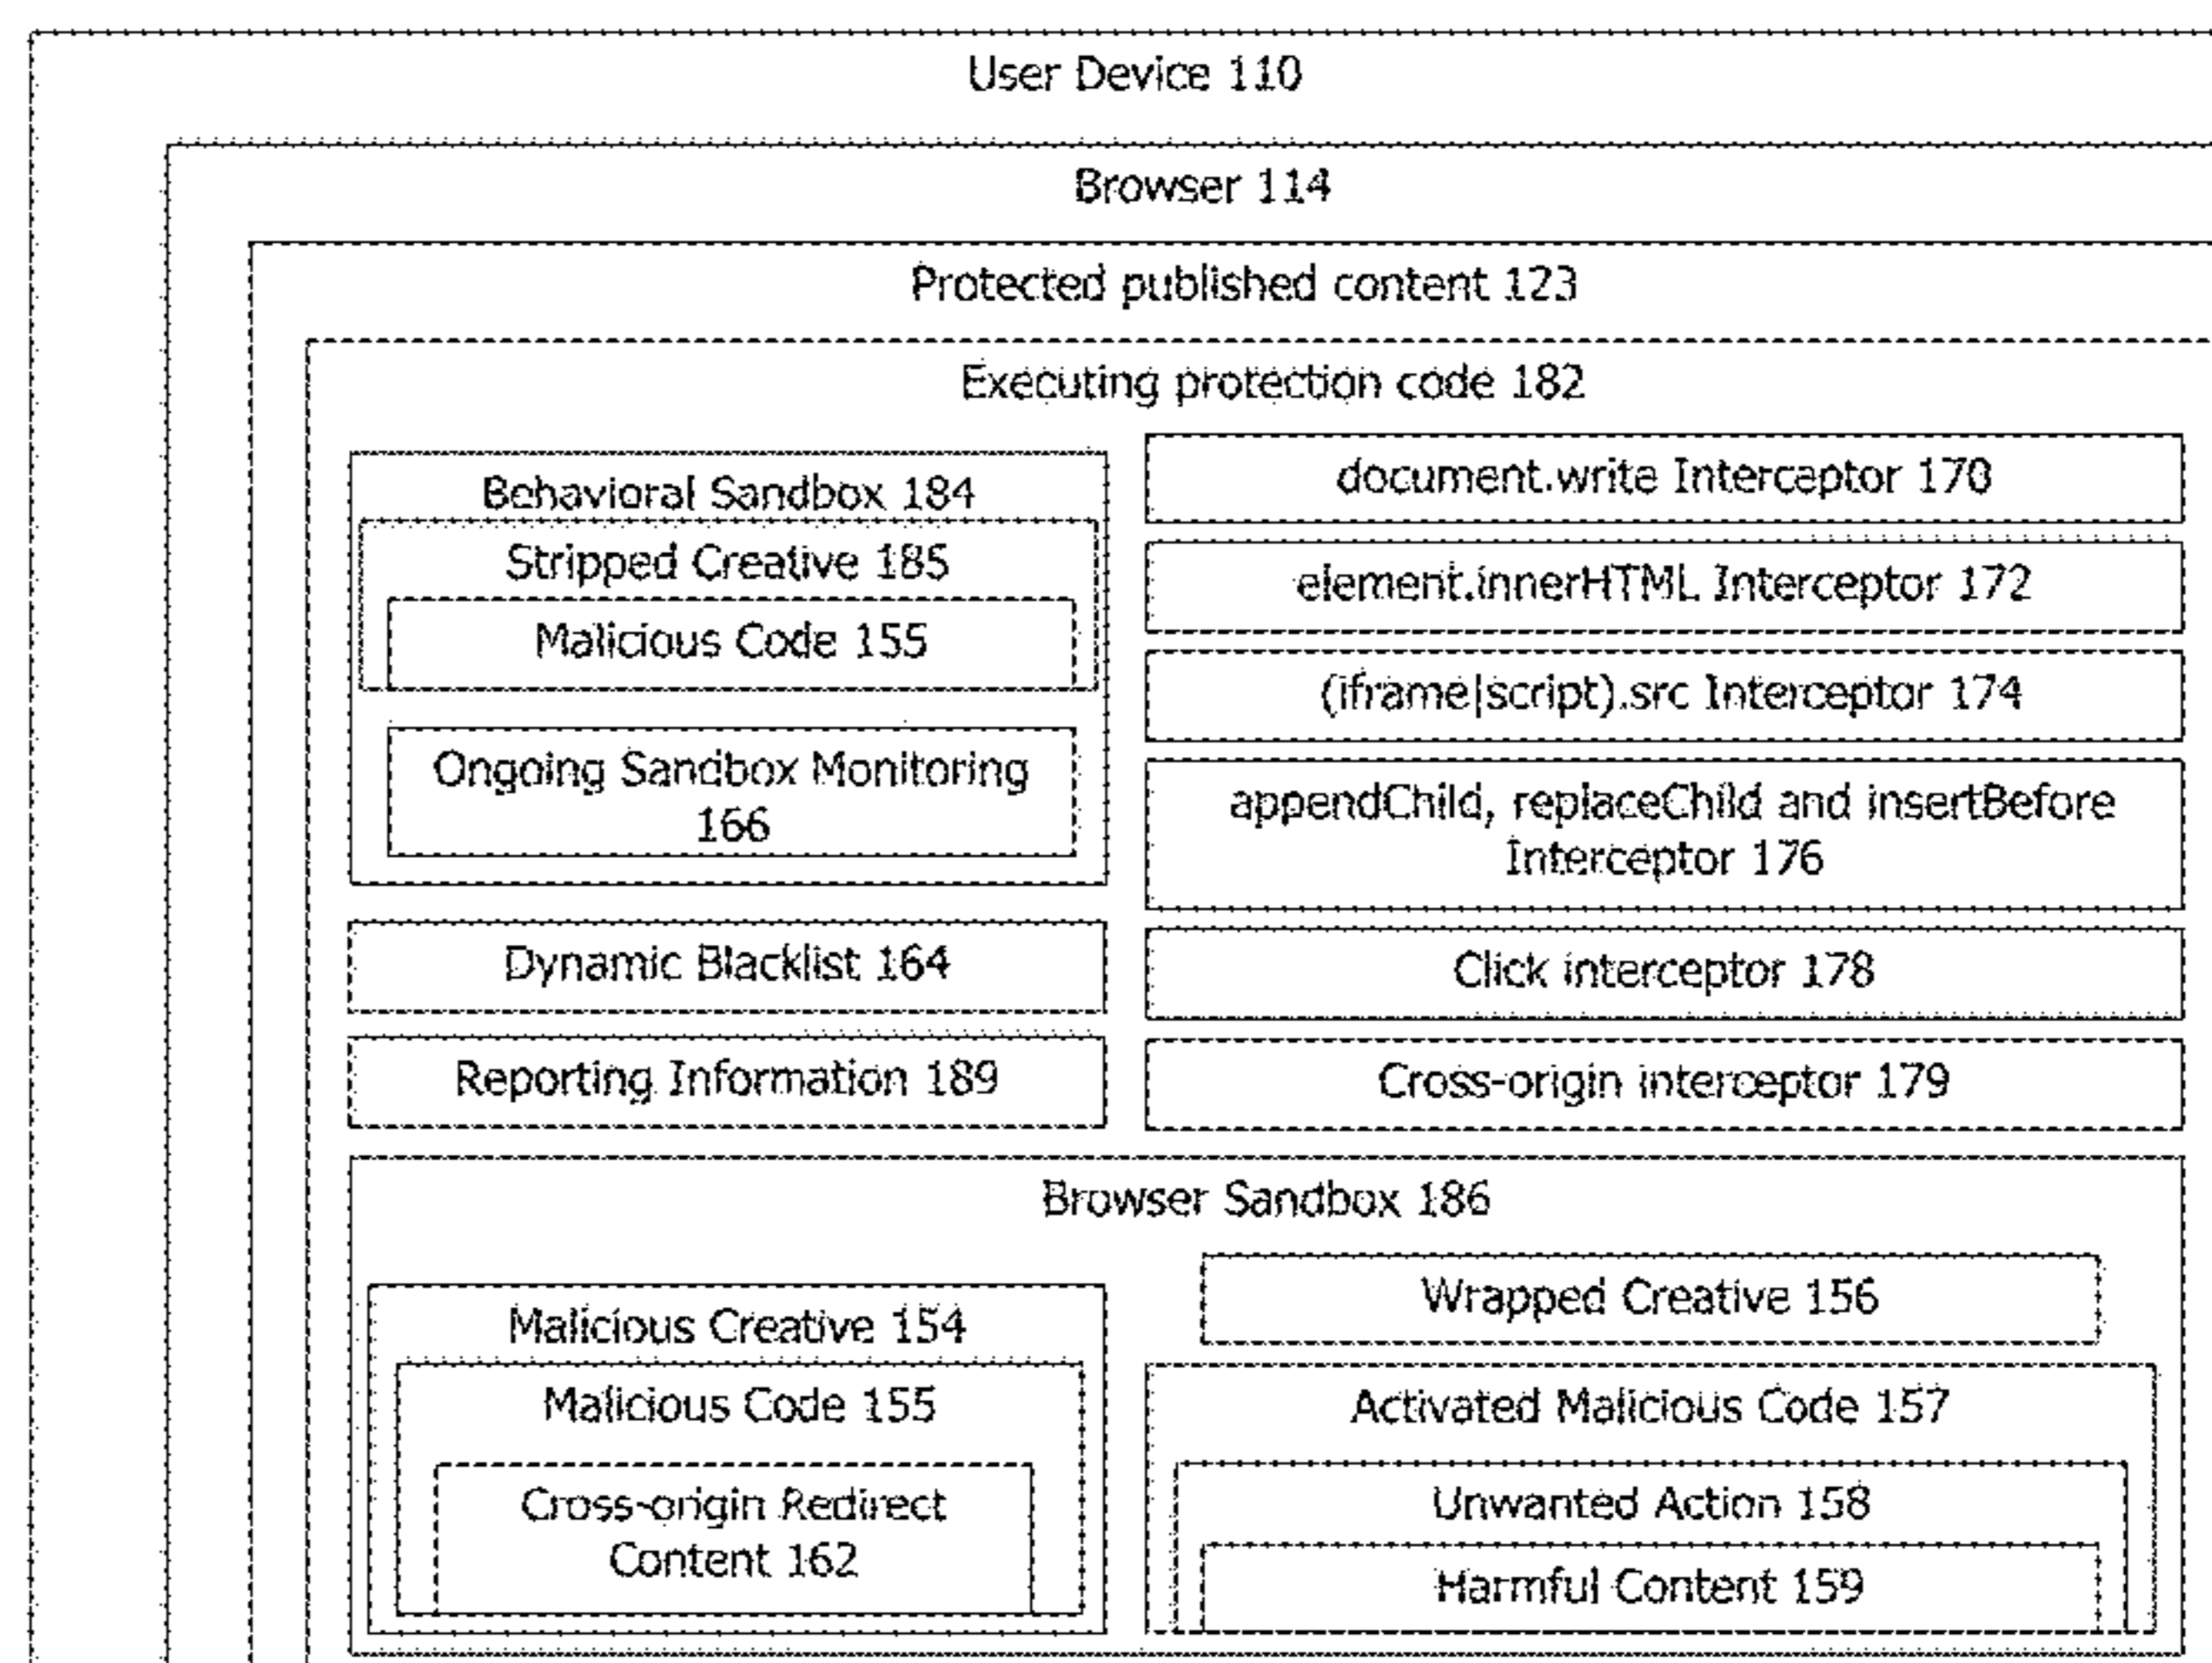 User Device 110
Browser 114
Protected published content 123
Executing protection code 182
Behavioral Sandbox 184
Stripped Creative 185
Malicious Code 155
Ongoing Sandbox Monitoring
166
Dynamic Blacklist 164
Reporting Information 189
document.write Interceptor 170
element.innerHTML Interceptor 172
(iframe|script).src Interceptor 174
appendChild, replaceChild and insertBefore
Interceptor 176
Click interceptor 178
Cross-origin interceptor 179
Browser Sandbox 186
Malicious Creative 154
Malicious Code 155
Cross-origin Redirect
Content 162
Wrapped Creative 156
Activated Malicious Code 157
Unwanted Action 158
Harmful Content 159